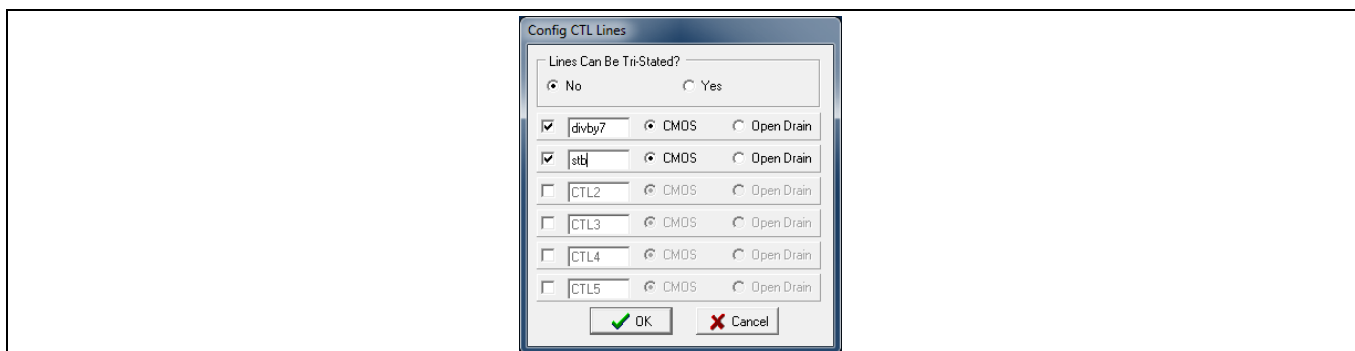 Config CTL Lines
Lines Can Be Tri-Stated?
No Yes
divby7 CMOS Open Drain
stb CMOS Open Drain
CTL2 CMOS Open Drain
CTL3 CMOS Open Drain
CTL4 CMOS Open Drain
CTL5 CMOS Open Drain
OK Cancel